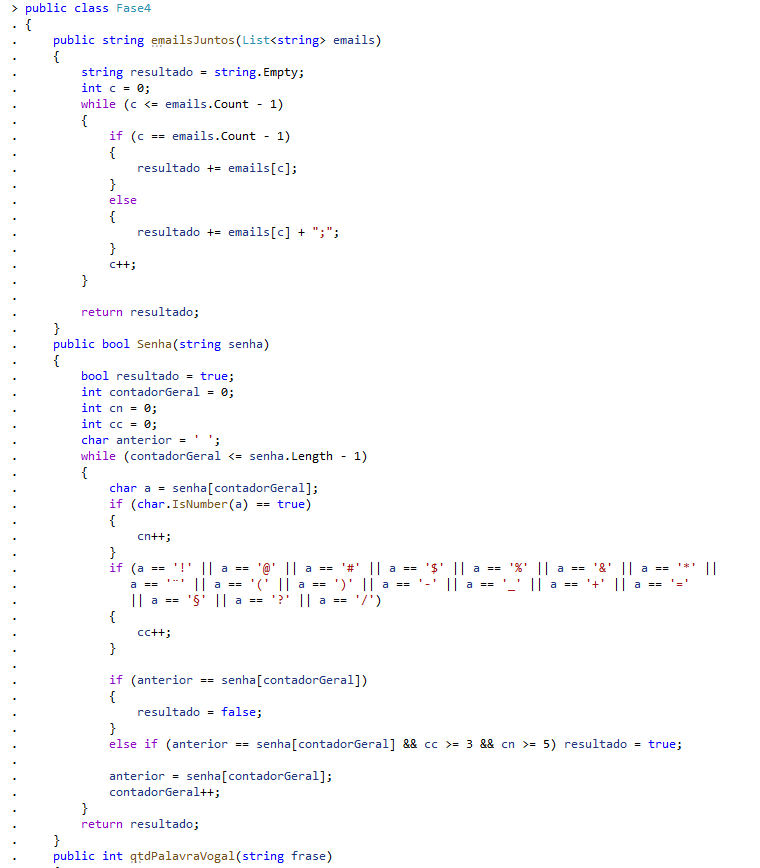 > public class Fase4
. {
.     public string emailsJuntos(List<string> emails)
.     {
.         string resultado = string.Empty;
.         int c = 0;
.         while (c <= emails.Count - 1)
.         {
.             if (c == emails.Count - 1)
.             {
.                 resultado += emails[c];
.             }
.             else
.             {
.                 resultado += emails[c] + ";";
.             }
.             c++;
.         }
.
.         return resultado;
.     }
.     public bool Senha(string senha)
.     {
.         bool resultado = true;
.         int contadorGeral = 0;
.         int cn = 0;
.         int cc = 0;
.         char anterior = ' ';
.         while (contadorGeral <= senha.Length - 1)
.         {
.             char a = senha[contadorGeral];
.             if (char.IsNumber(a) == true)
.             {
.                 cn++;
.             }
.             if (a == '!' || a == '@' || a == '#' || a == '$' || a == '%' || a == '&' || a == '*' ||
.                a == '¨' || a == '(' || a == ')' || a == '-' || a == '_' || a == '+' || a == '='
.                || a == '§' || a == '?' || a == '/')
.             {
.                 cc++;
.             }
.
.             if (anterior == senha[contadorGeral])
.             {
.                 resultado = false;
.             }
.             else if (anterior == senha[contadorGeral] && cc >= 3 && cn >= 5) resultado = true;
.
.             anterior = senha[contadorGeral];
.             contadorGeral++;
.         }
.         return resultado;
.     }
.     public int qtdPalavraVogal(string frase)